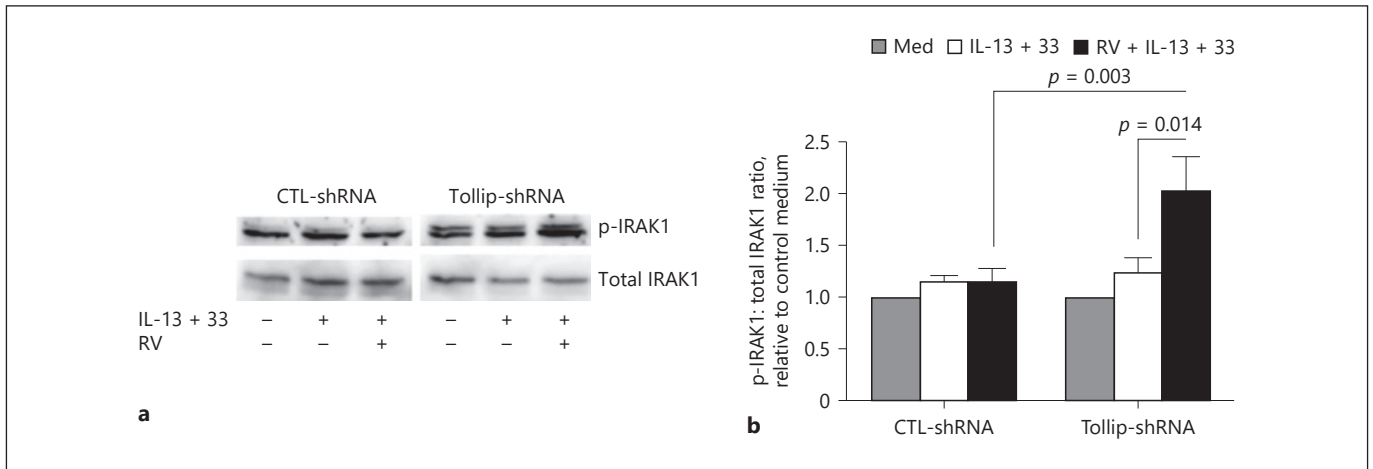 CTL-shRNA Tollip-shRNA
p-IRAK1
Total IRAK1
IL-13 + 33 – + + – + +
RV – – + – – +
a
Med IL-13 + 33 RV + IL-13 + 33
p = 0.003
p = 0.014
p-IRAK1: total IRAK1 ratio,
relative to control medium
2.5
2.0
1.5
1.0
0.5
0
CTL-shRNA Tollip-shRNA
b